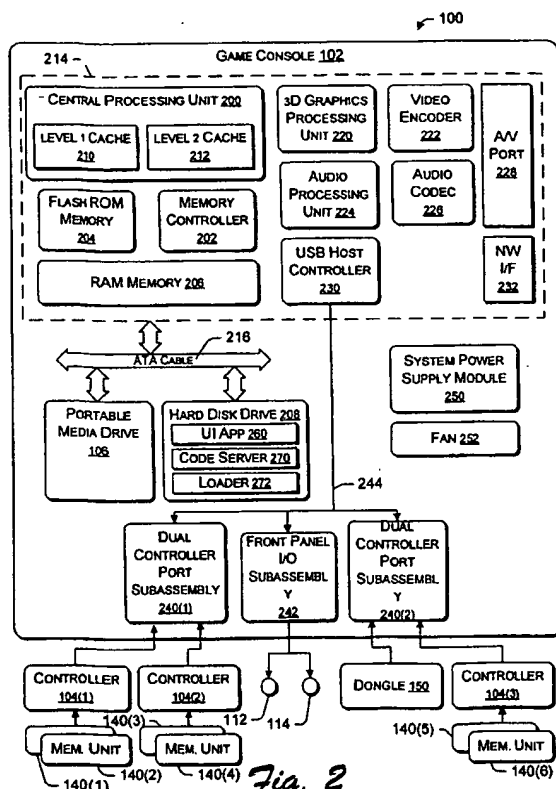 100
214
GAME CONSOLE 102
CENTRAL PROCESSING UNIT 200
LEVEL 1 CACHE
210
LEVEL 2 CACHE
212
FLASH ROM
MEMORY
204
MEMORY
CONTROLLER
202
RAM MEMORY 206
3D GRAPHICS
PROCESSING
UNIT 220
VIDEO
ENCODER
222
AUDIO
PROCESSING
UNIT 224
AUDIO
CODEC
226
USB HOST
CONTROLLER
230
A/V
PORT
228
NW
I/F
232
216
ATA CABLE
PORTABLE
MEDIA DRIVE
106
HARD DISK DRIVE 208
UI APP 260
CODE SERVER 270
LOADER 272
SYSTEM POWER
SUPPLY MODULE
250
FAN 252
244
DUAL
CONTROLLER
PORT
SUBASSEMBLY
240(1)
FRONT PANEL
I/O
SUBASSEMBL
Y
242
DUAL
CONTROLLER
PORT
SUBASSEMBL
Y
240(2)
CONTROLLER
104(1)
CONTROLLER
104(2)
112
114
DONGLE 150
CONTROLLER
104(3)
140(3)
140(5)
MEM. UNIT
MEM. UNIT
MEM. UNIT
140(1)
140(2)
140(4)
140(6)
Fig. 2